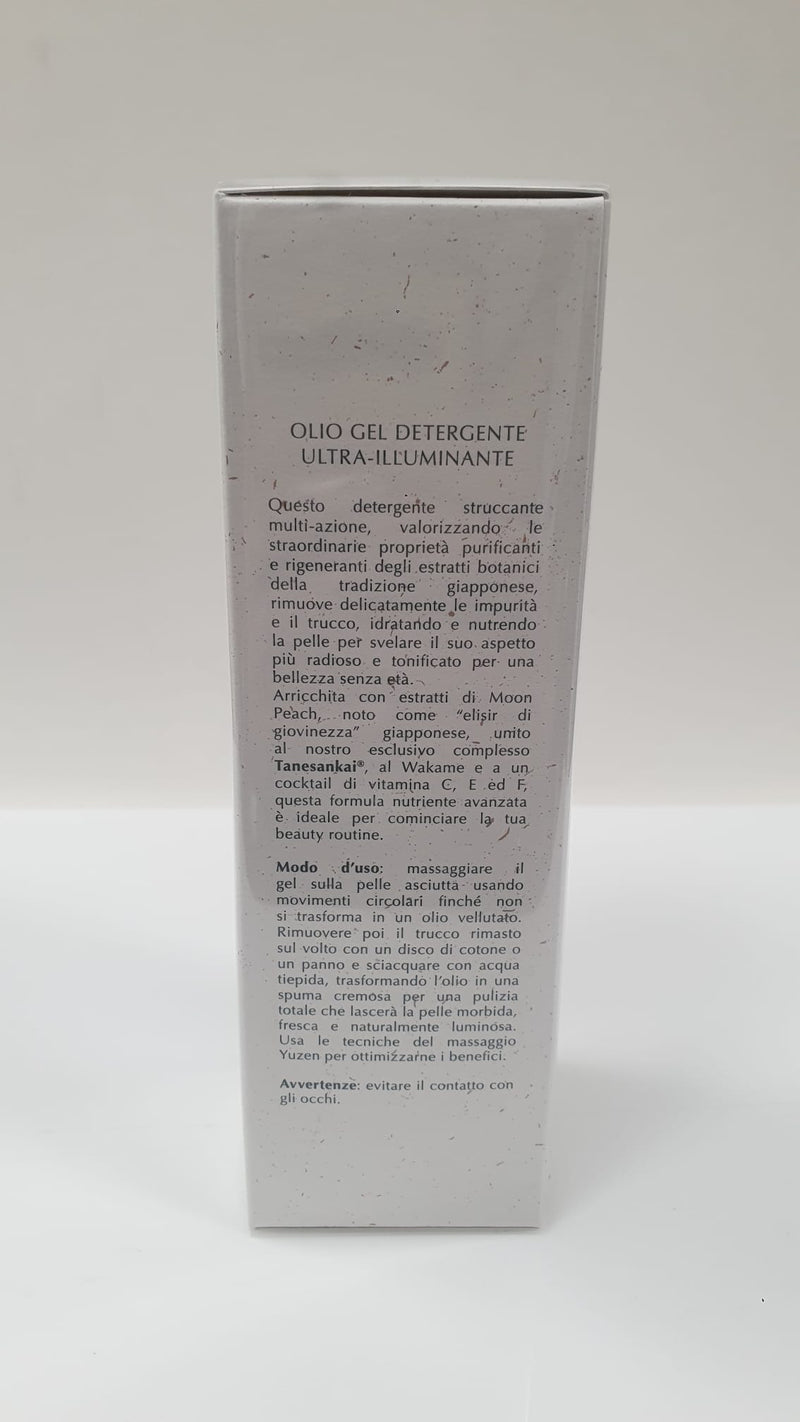 OLIO GEL DETERGENTE
ULTRA-ILLUMINANTE
Questo detergente struccante
multi-azione, valorizzando le
straordinarie proprietà purificanti
e rigeneranti degli estratti botanici
della tradizione giapponese,
rimuove delicatamente le impurità
e il trucco, idratando e nutrendo
la pelle per svelare il suo aspetto
più radioso e tonificato per una
bellezza senza età.
Arricchita con estratti di Moon
Peach, noto come "elisir di
giovinezza" giapponese, unito
al nostro esclusivo complesso
Tanesankai®, al Wakame e a un
cocktail di vitamina C, E ed F,
questa formula nutriente avanzata
è ideale per cominciare la tua
beauty routine.
Modo d'uso: massaggiare il
gel sulla pelle asciutta usando
movimenti circolari finché non
si trasforma in un olio vellutato.
Rimuovere poi il trucco rimasto
sul volto con un disco di cotone o
un panno e sciacquare con acqua
tiepida, trasformando l'olio in una
spuma cremosa per una pulizia
totale che lascerà la pelle morbida,
fresca e naturalmente luminosa.
Usa le tecniche del massaggio
Yuzen per ottimizzarne i benefici.
Avvertenze: evitare il contatto con
gli occhi.